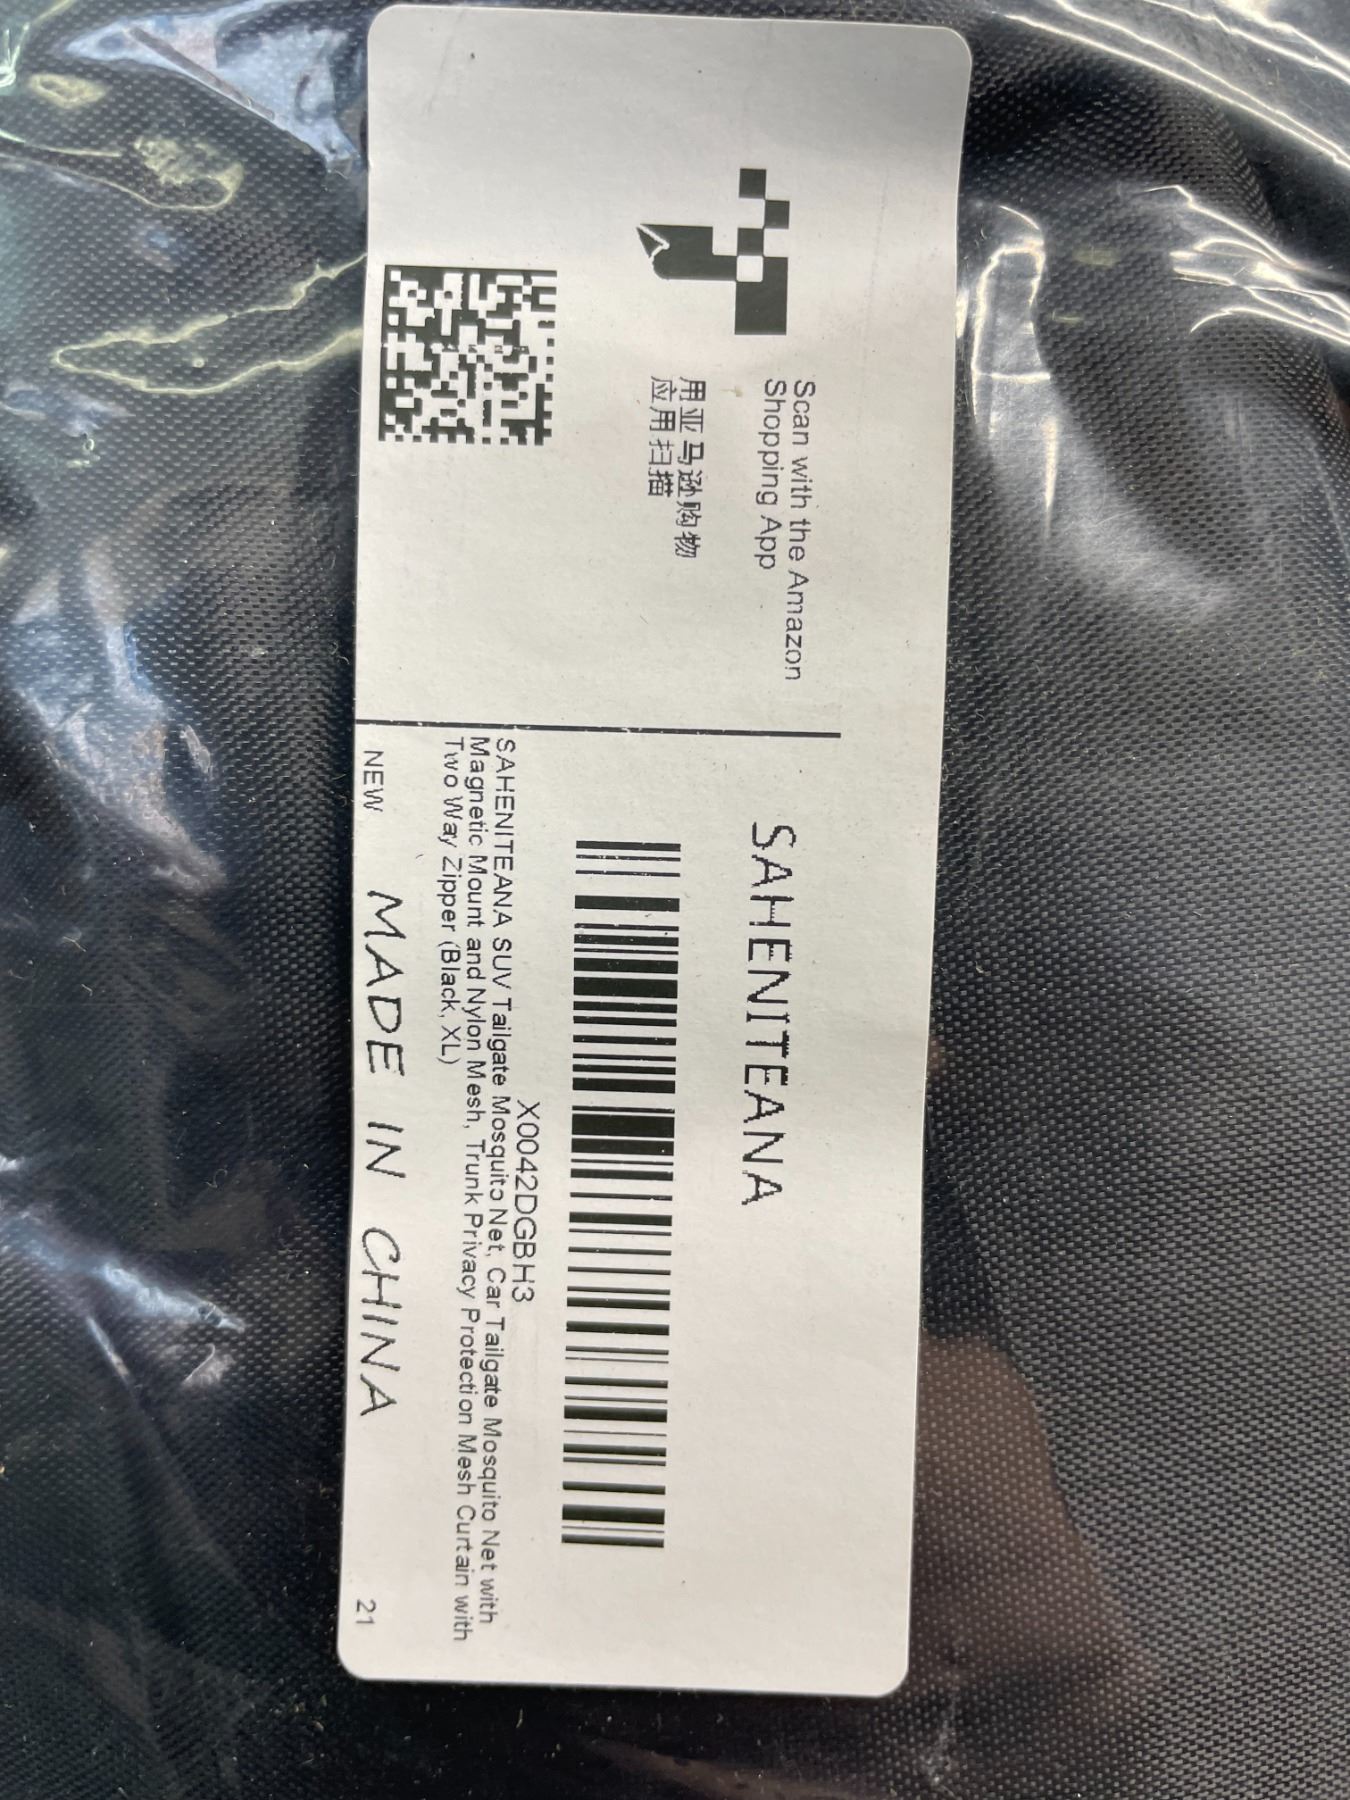 Scan with the Amazon
Shopping App
用亚马逊购物
应用扫描
SAHENITEANA
X0042DGBH3
SAHENITEANA SUV Tailgate Mosquito Net, Car Tailgate Mosquito Net with
Magnetic Mount and Nylon Mesh, Trunk Privacy Protection Mesh Curtain with
Two Way Zipper (Black, XL)
NEW
MADE IN CHINA
21